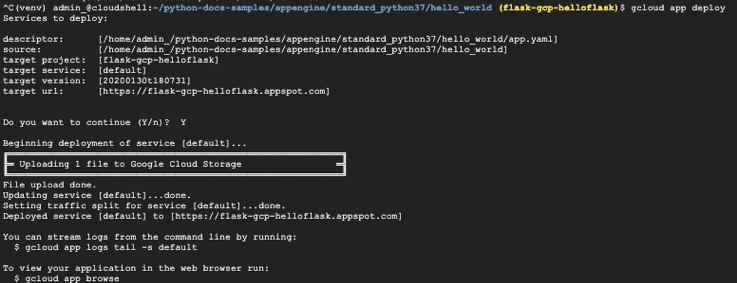 ^C(venv) admin_@cloudshell:~/python-docs-samples/appengine/standard_python37/hello_world (flask-gcp-helloflask)$ gcloud app deploy
Services to deploy:
descriptor: [/home/admin_/python-docs-samples/appengine/standard_python37/hello_world/app.yaml]
source: [/home/admin_/python-docs-samples/appengine/standard_python37/hello_world]
target project: [flask-gcp-helloflask]
target service: [default]
target version: [20200130t180731]
target url: [https://flask-gcp-helloflask.appspot.com]
Do you want to continue (Y/n)? Y
Beginning deployment of service [default]...
Uploading 1 file to Google Cloud Storage
File upload done.
Updating service [default]...done.
Setting traffic split for service [default]...done.
Deployed service [default] to [https://flask-gcp-helloflask.appspot.com]
You can stream logs from the command line by running:
$ gcloud app logs tail -s default
To view your application in the web browser run:
$ gcloud app browse